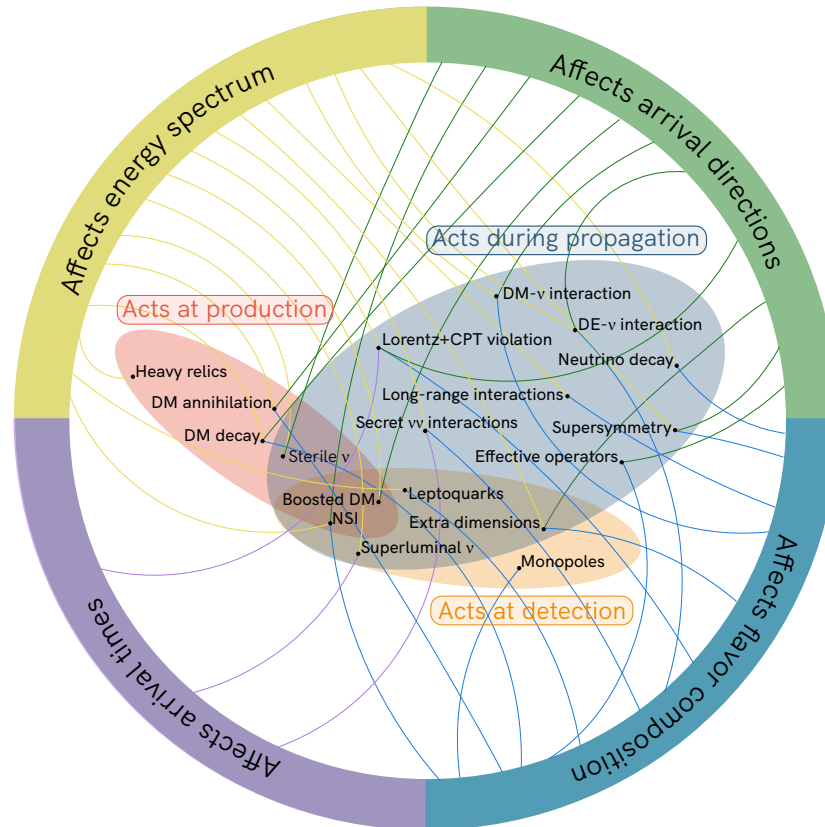 Affects energy spectrum
Affects arrival directions
Acts during propagation
DM-ν interaction
Acts at production
DE-ν interaction
Lorentz+CPT violation
Neutrino decay
Heavy relics
Long-range interactions
DM annihilation
Secret νν interactions
Supersymmetry
DM decay
Sterile ν
Effective operators
Boosted DM
Leptoquarks
NSI
Extra dimensions
Superluminal ν
Monopoles
Acts at detection
Affects arrival times
Affects flavor composition